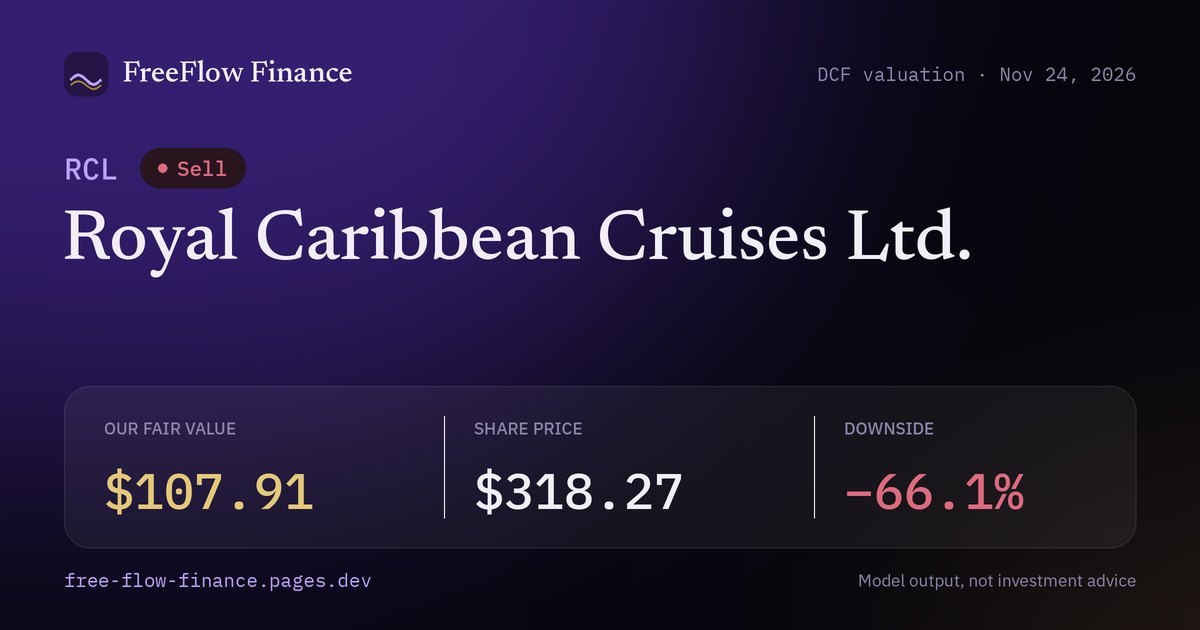 FreeFlow Finance
DCF valuation · Nov 24, 2026
RCL
Sell
Royal Caribbean Cruises Ltd.
OUR FAIR VALUE
SHARE PRICE
DOWNSIDE
$107.91
$318.27
−66.1%
free-flow-finance.pages.dev
Model output, not investment advice